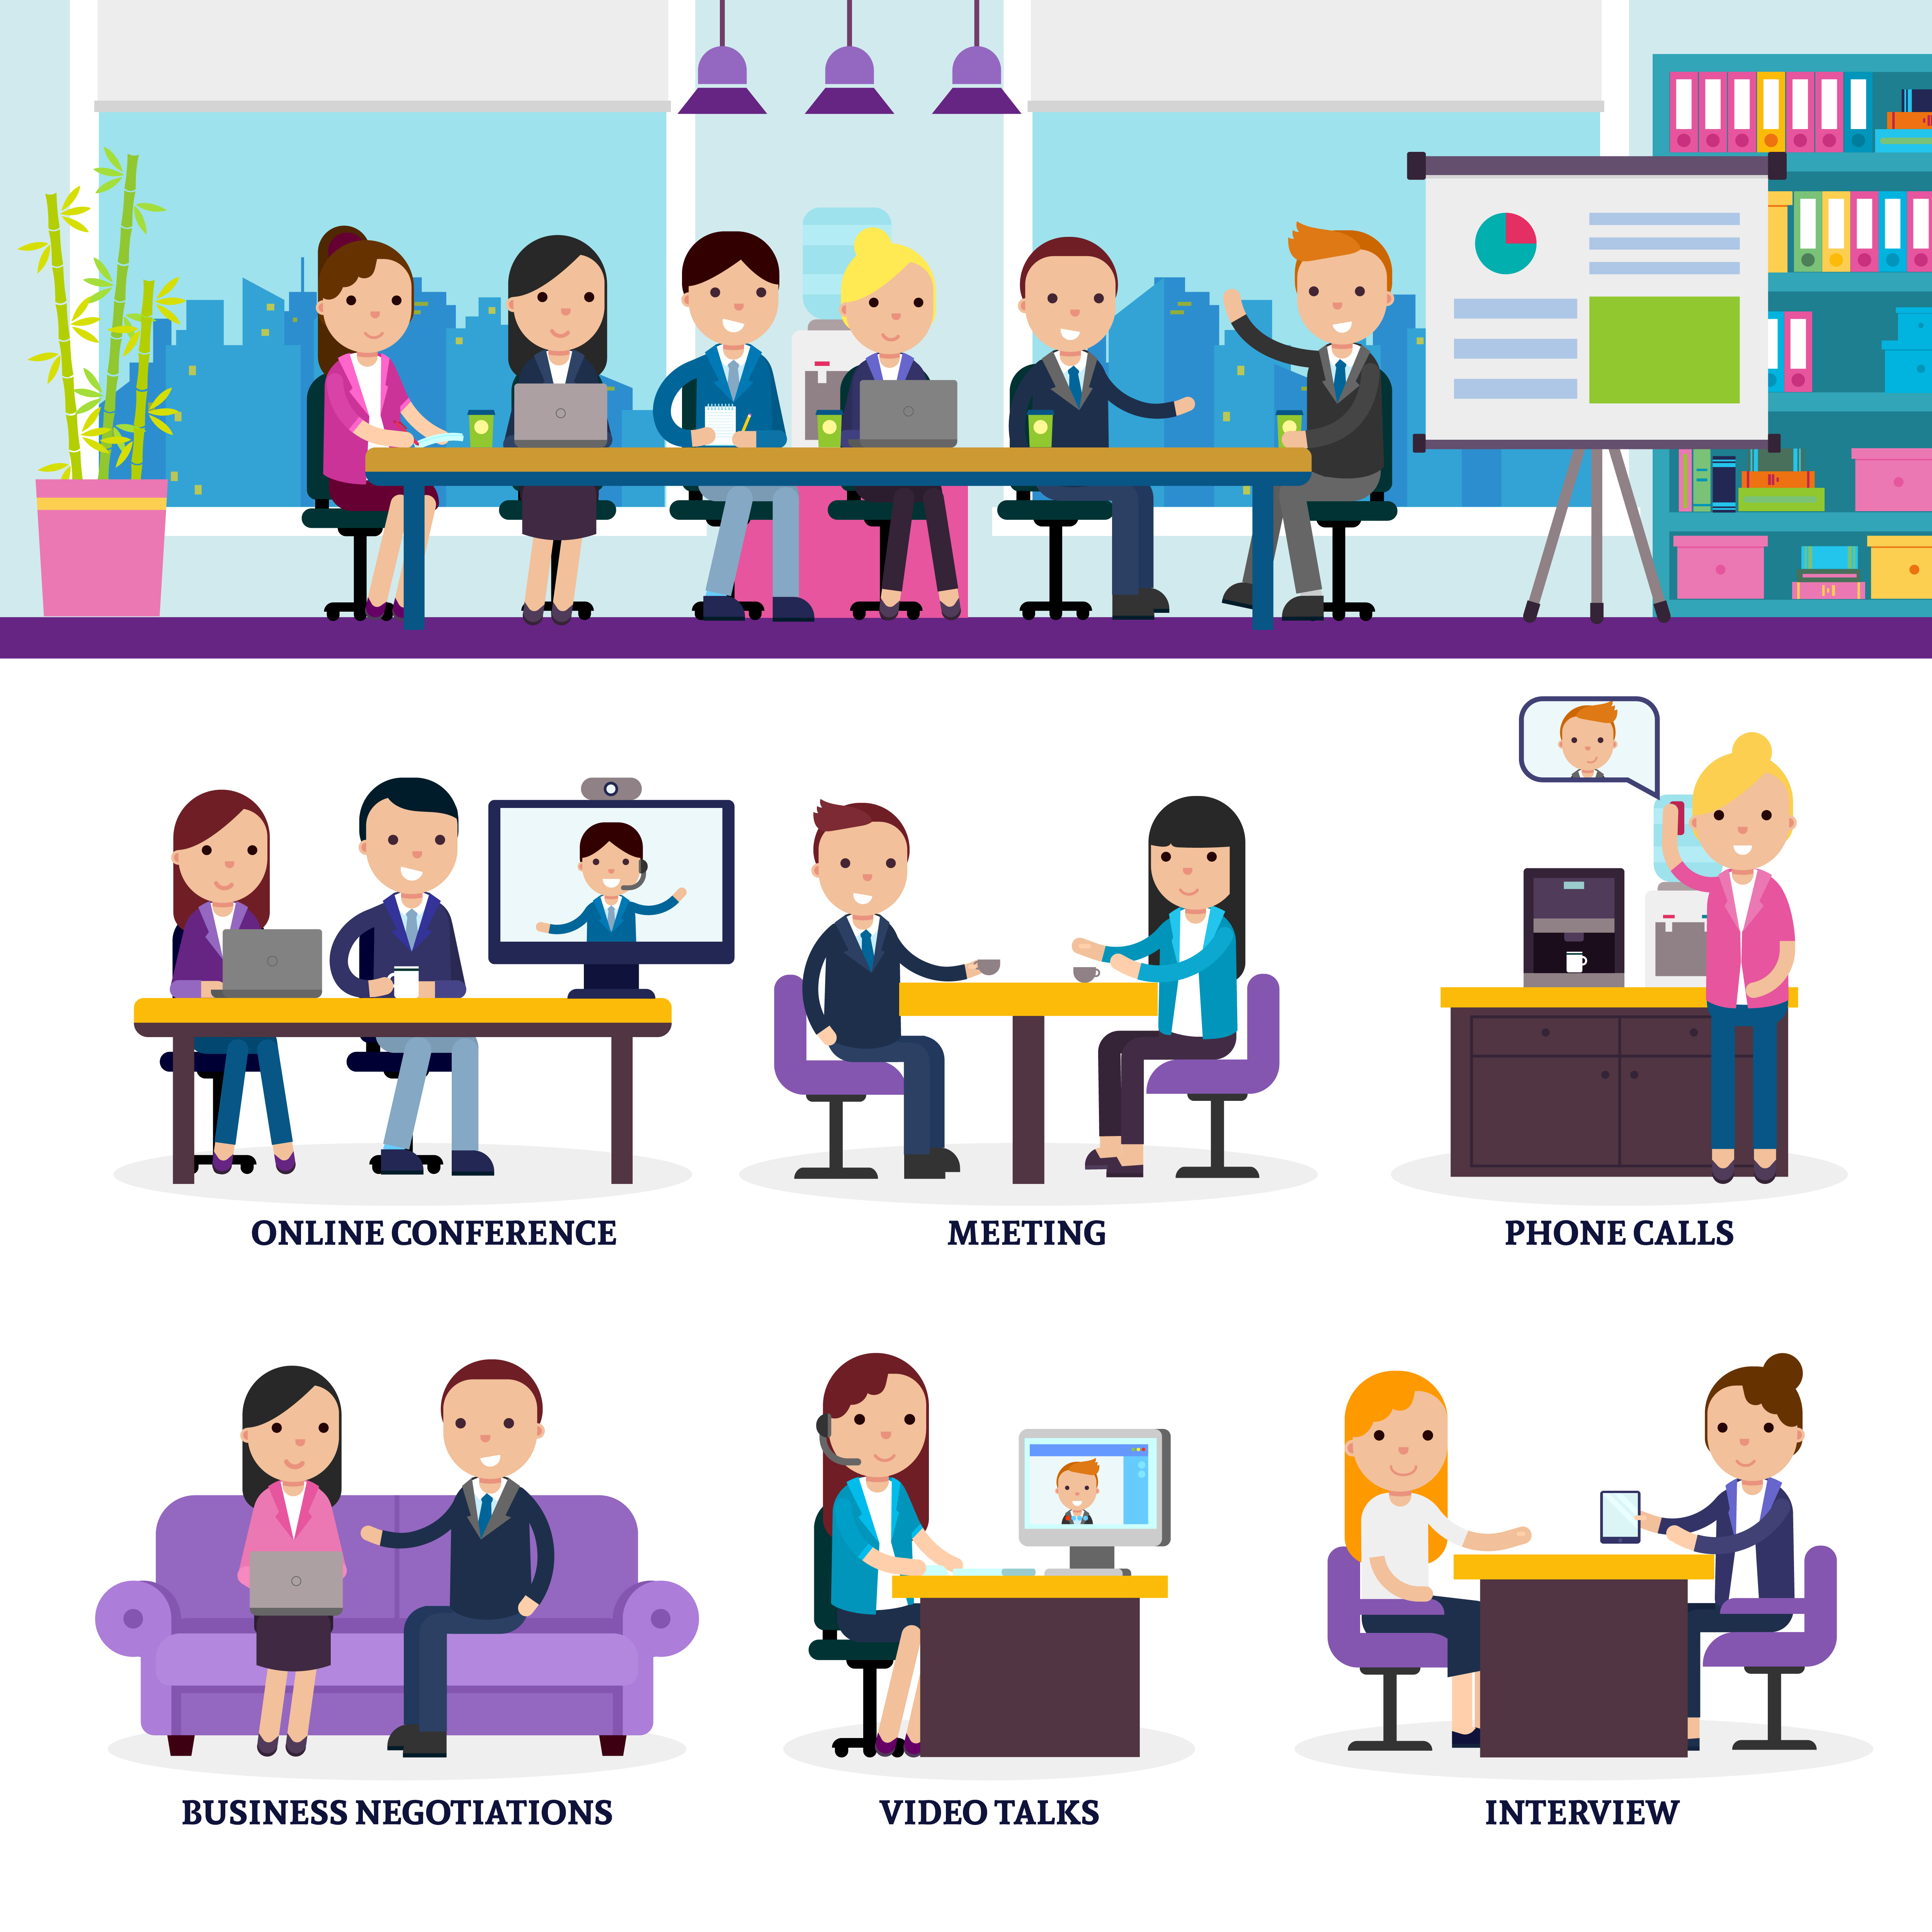 ONLINE CONFERENCE
MEETING
PHONE CALLS
BUSINESS NEGOTIATIONS
VIDEO TALKS
INTERVIEW